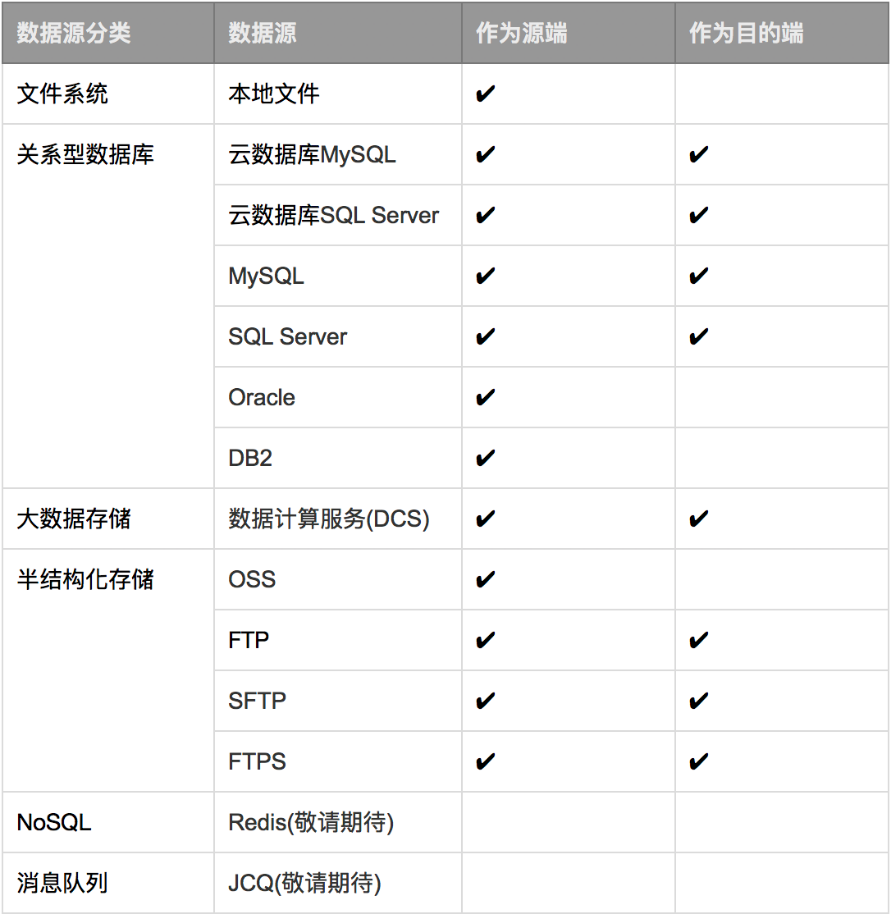 数据源分类 数据源 作为源端 作为目的端
文件系统 本地文件 ✔
关系型数据库 云数据库MySQL ✔ ✔
云数据库SQL Server ✔ ✔
MySQL ✔ ✔
SQL Server ✔ ✔
Oracle ✔
DB2 ✔
大数据存储 数据计算服务(DCS) ✔ ✔
半结构化存储 OSS ✔
FTP ✔ ✔
SFTP ✔ ✔
FTPS ✔ ✔
NoSQL Redis(敬请期待)
消息队列 JCQ(敬请期待)